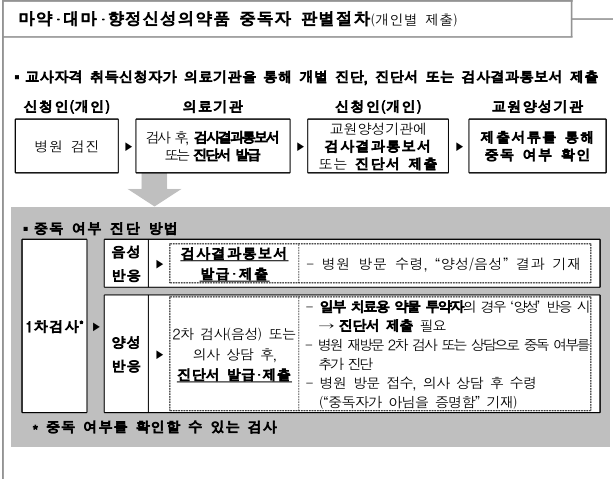 마약·대마·향정신성의약품 중독자 판별절차(개인별 제출)
▪ 교사자격 취득신청자가 의료기관을 통해 개별 진단, 진단서 또는 검사결과통보서 제출
신청인(개인)
의료기관
신청인(개인)
교원양성기관
병원 검진
▶
검사 후, 검사결과통보서
또는 진단서 발급
▶
교원양성기관에
검사결과통보서
또는 진단서 제출
▶
제출서류를 통해
중독 여부 확인
▪ 중독 여부 진단 방법
1차검사*
▶
음성
반응
▶
검사결과통보서
발급·제출
- 병원 방문 수령, “양성/음성” 결과 기재
양성
반응
▶
2차 검사(음성) 또는
의사 상담 후,
진단서 발급·제출
- 일부 치료용 약물 투약자의 경우 ‘양성’ 반응 시
→ 진단서 제출 필요
- 병원 재방문 2차 검사 또는 상담으로 중독 여부를
추가 진단
- 병원 방문 접수, 의사 상담 후 수령
(“중독자가 아님을 증명함” 기재)
* 중독 여부를 확인할 수 있는 검사